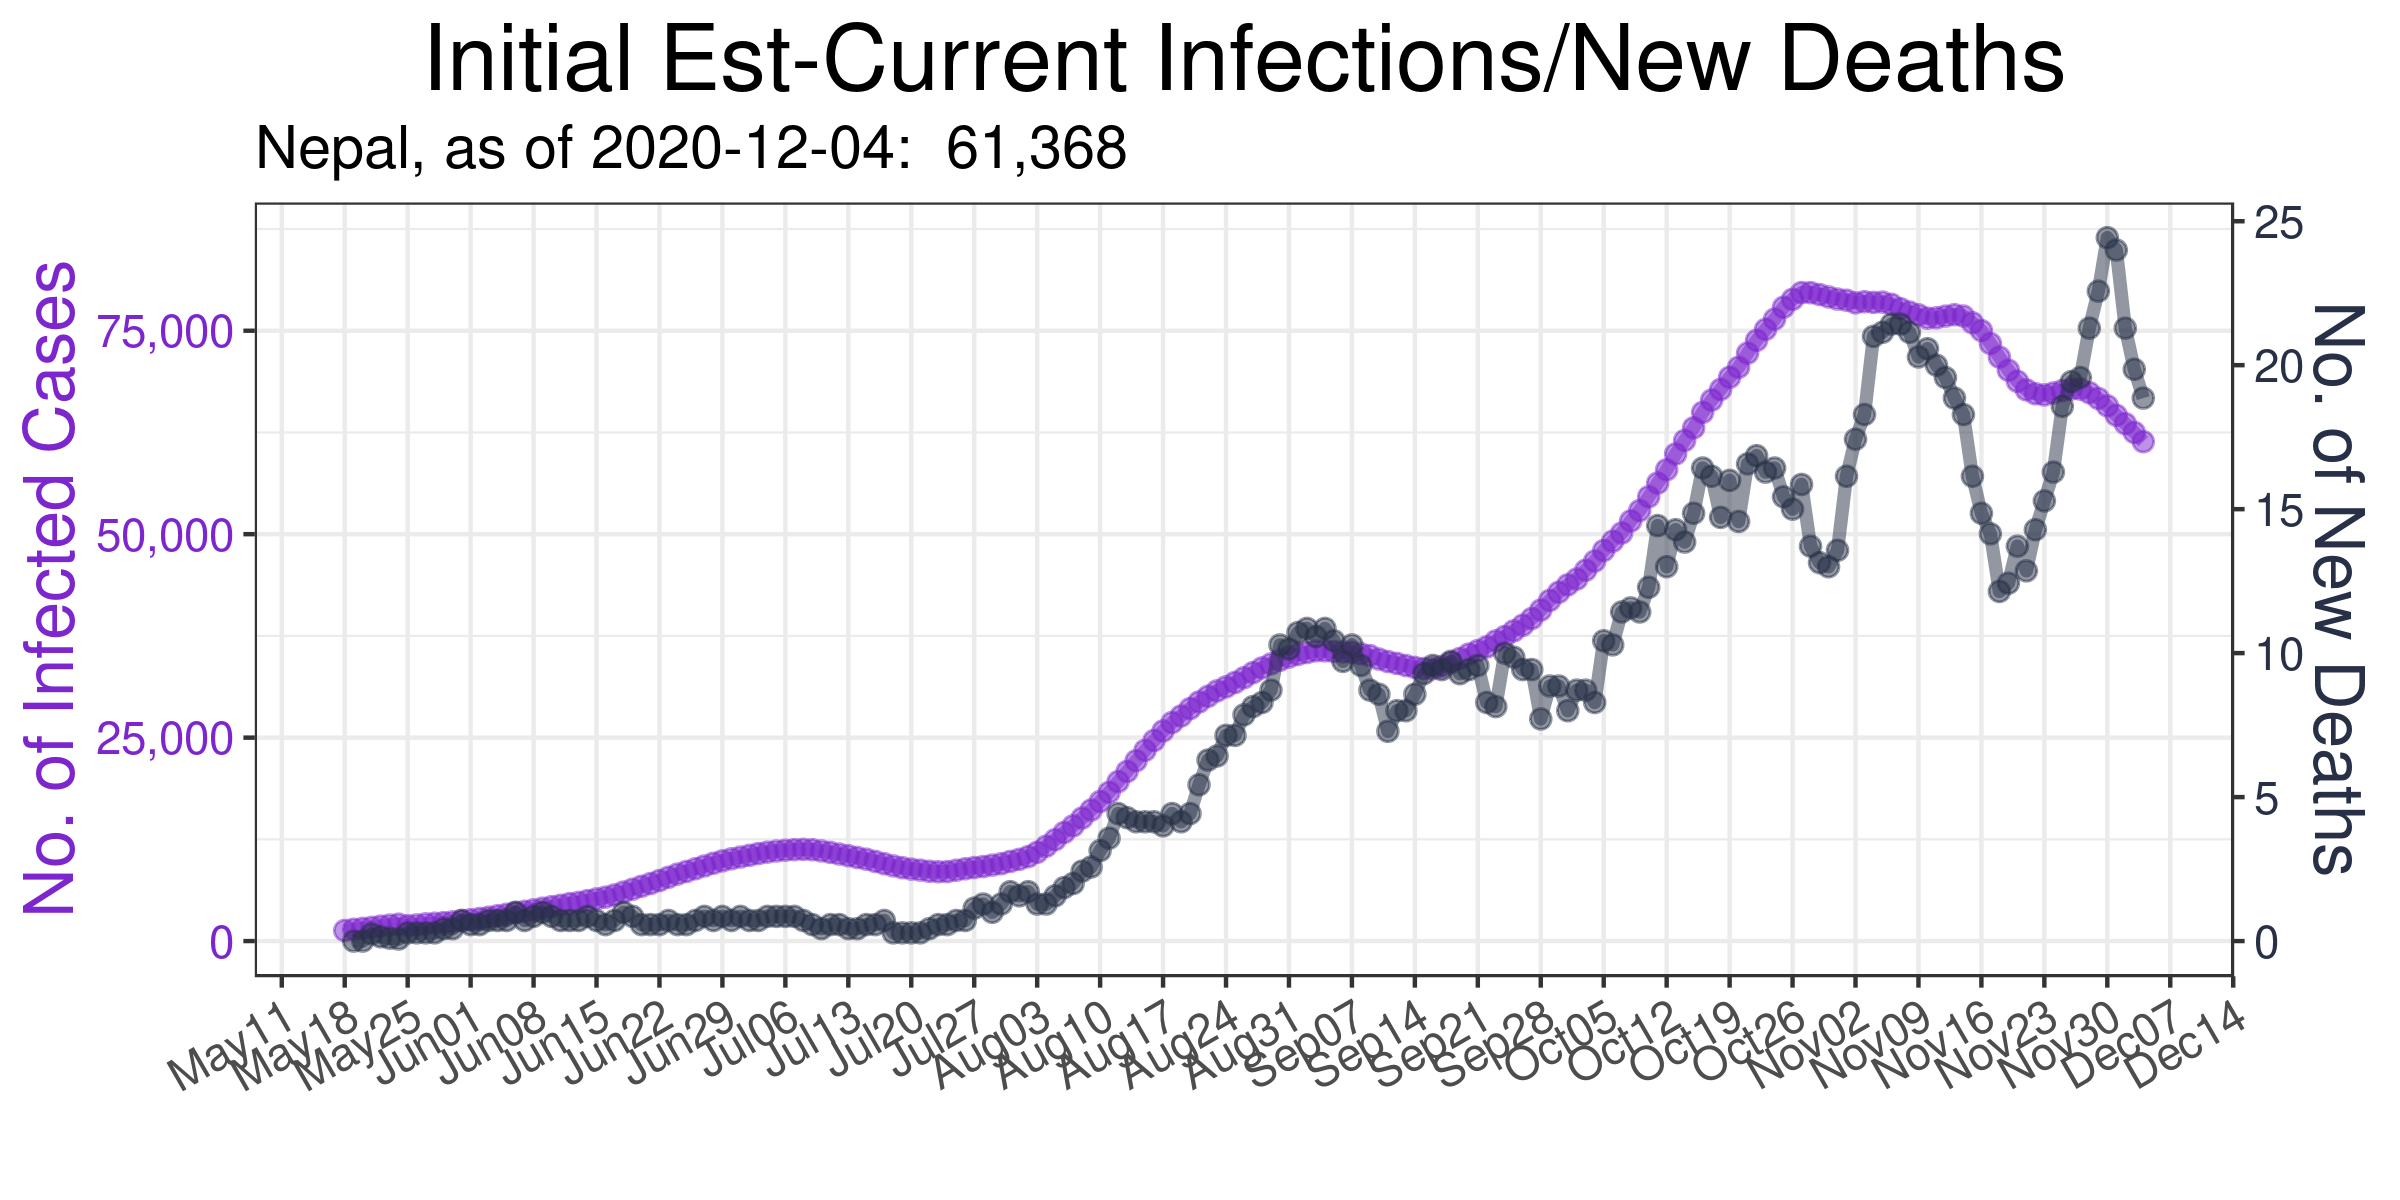 Initial Est-Current Infections/New Deaths
Nepal, as of 2020-12-04:  61,368
No. of Infected Cases
75,000
50,000
25,000
0
25
20
15
10
5
0
No. of New Deaths
May11
May18
May25
Jun01
Jun08
Jun15
Jun22
Jun29
Jul06
Jul13
Jul20
Jul27
Aug03
Aug10
Aug17
Aug24
Aug31
Sep07
Sep14
Sep21
Sep28
Oct05
Oct12
Oct19
Oct26
Nov02
Nov09
Nov16
Nov23
Nov30
Dec07
Dec14